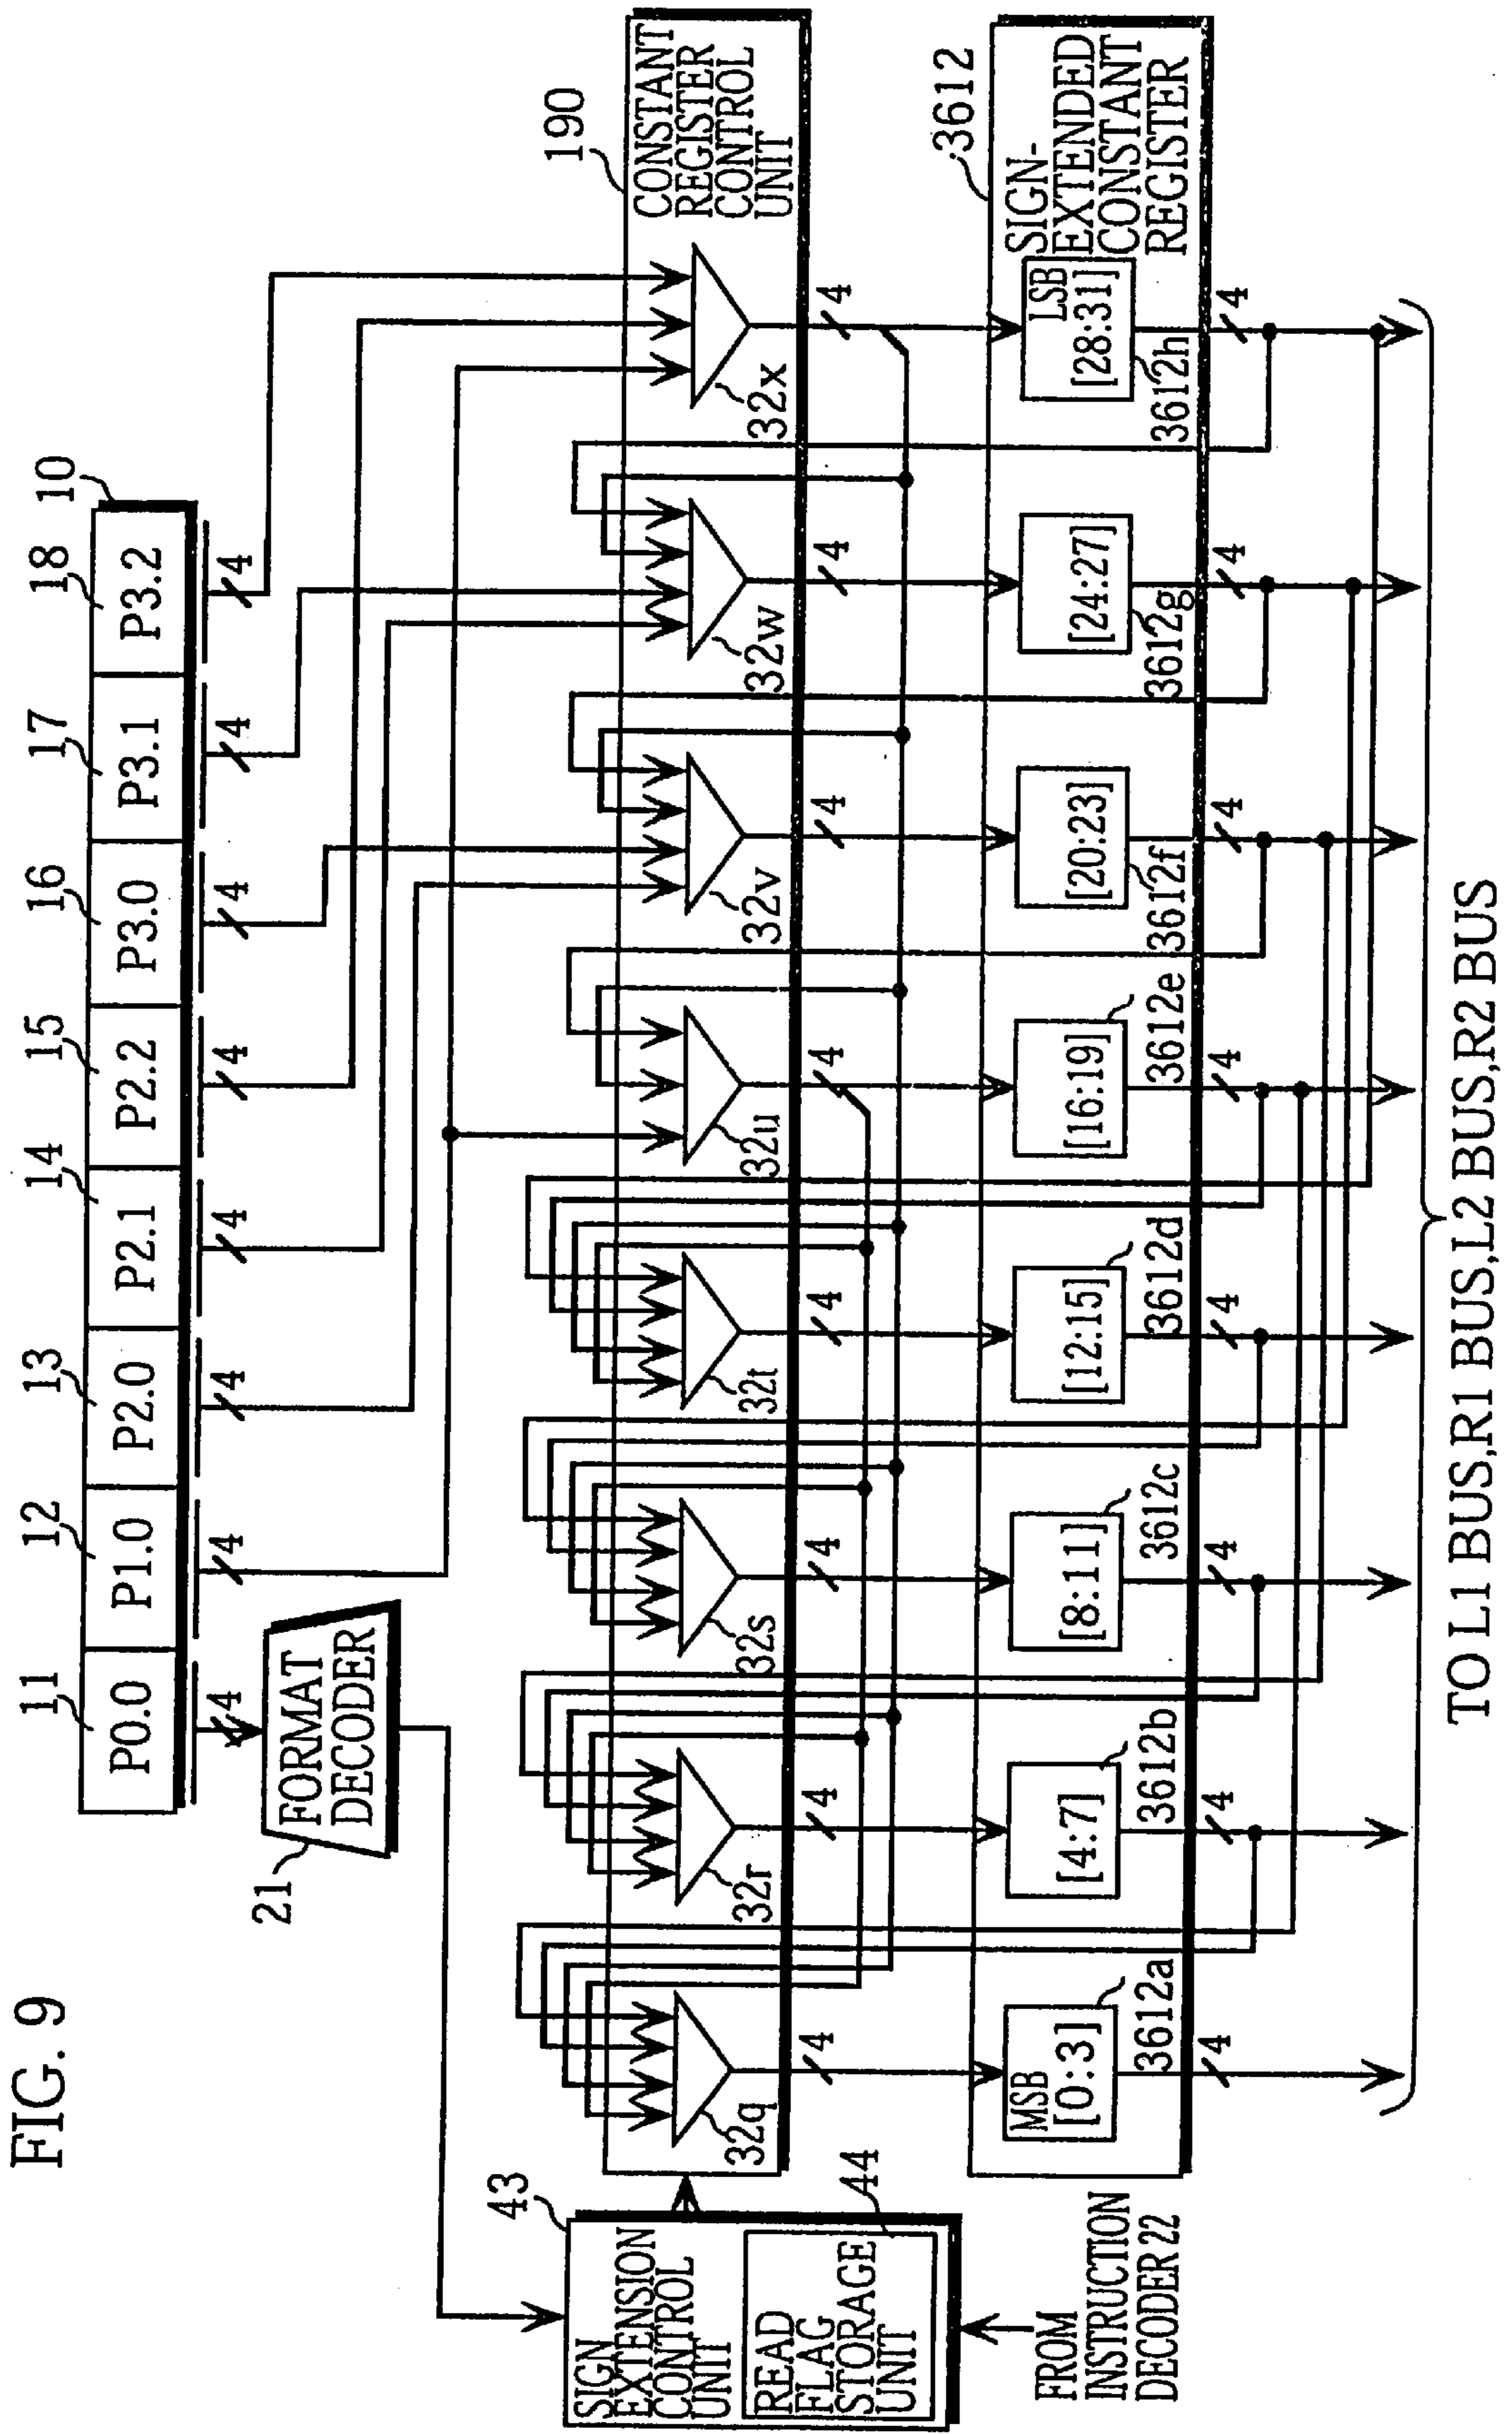 FIG. 9
10
11
12
13
14
15
16
17
18
P0.0
P1.0
P2.0
P2.1
P2.2
P3.0
P3.1
P3.2
4
4
4
4
4
4
4
4
21
FORMAT
DECODER
43
SIGN
EXTENSION
CONTROL
UNIT
44
READ
FLAG
STORAGE
UNIT
FROM
INSTRUCTION
DECODER 22
190
CONSTANT
REGISTER
CONTROL
UNIT
32q
32r
32s
32t
32u
32v
32w
32x
4
4
4
4
4
4
4
4
3612
SIGN-
EXTENDED
CONSTANT
REGISTER
MSB
[0:3]
[4:7]
[8:11]
[12:15]
[16:19]
[20:23]
[24:27]
LSB
[28:31]
3612a
3612b
3612c
3612d
3612e
3612f
3612g
3612h
4
4
4
4
4
4
4
4
TO L1 BUS,R1 BUS,L2 BUS,R2 BUS